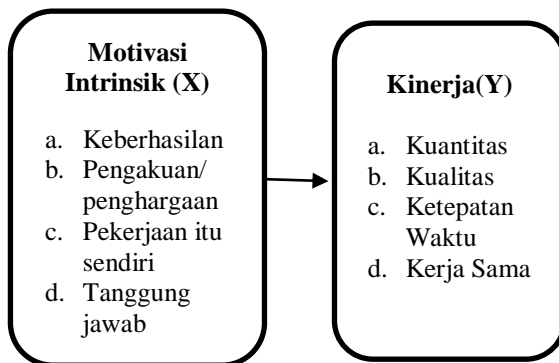 Motivasi
Intrinsik (X)
a. Keberhasilan
b. Pengakuan/
penghargaan
c. Pekerjaan itu
sendiri
d. Tanggung
jawab
Kinerja(Y)
a. Kuantitas
b. Kualitas
c. Ketepatan
Waktu
d. Kerja Sama